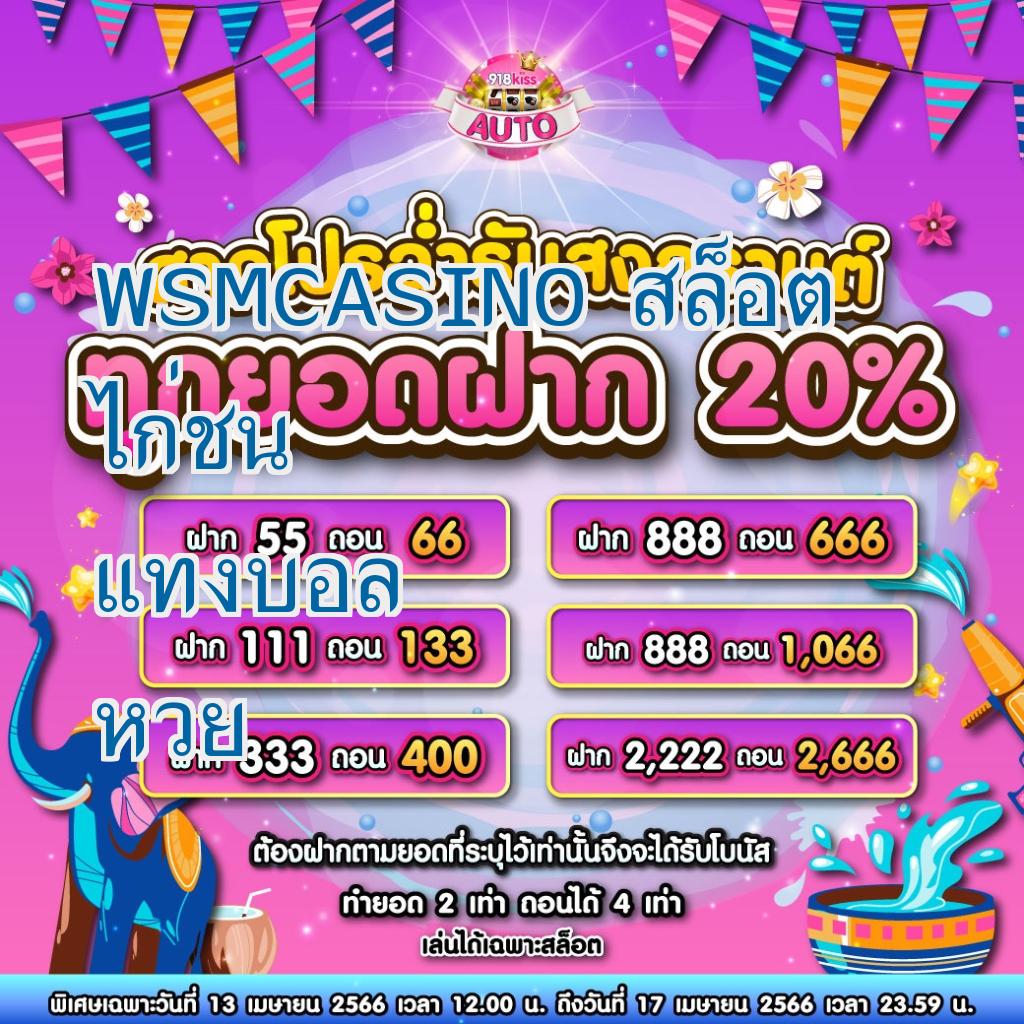 918kiss
AUTO
WSMCASINO สล็อต
ทุกยอดฝาก 20%
ไก่ชน
ฝาก 55 ถอน 66
ฝาก 888 ถอน 666
แทงบอล
ฝาก 111 ถอน 133
ฝาก 888 ถอน 1,066
หวย
ฝาก 333 ถอน 400
ฝาก 2,222 ถอน 2,666
ต้องฝากตามยอดที่ระบุไว้เท่านั้นจึงจะได้รับโบนัส
ทำยอด 2 เท่า ถอนได้ 4 เท่า
เล่นได้เฉพาะสล็อต
พิเศษเฉพาะวันที่ 13 เมษายน 2566 เวลา 12.00 น. ถึงวันที่ 17 เมษายน 2566 เวลา 23.59 น.